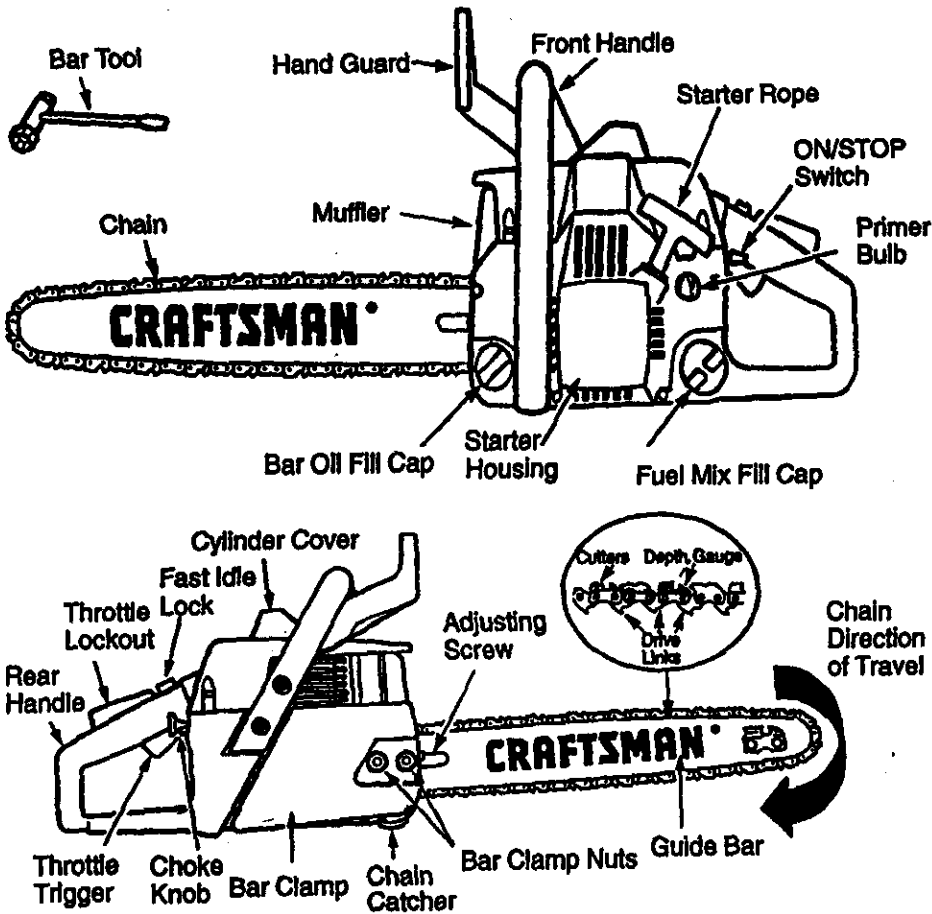 Bar Tool
Hand Guard
Front Handle
Starter Rope
ON/STOP
Switch
Primer
Bulb
Muffler
Chain
CRAFTSMAN
Bar Oil Fill Cap
Starter
Housing
Fuel Mix Fill Cap
Cylinder Cover
Fast Idle
Lock
Throttle
Lockout
Rear
Handle
Adjusting
Screw
Cutters
Depth Gauge
Drive
Links
Chain
Direction
of Travel
CRAFTSMAN
Throttle
Trigger
Choke
Knob
Bar Clamp
Chain
Catcher
Bar Clamp Nuts
Guide Bar